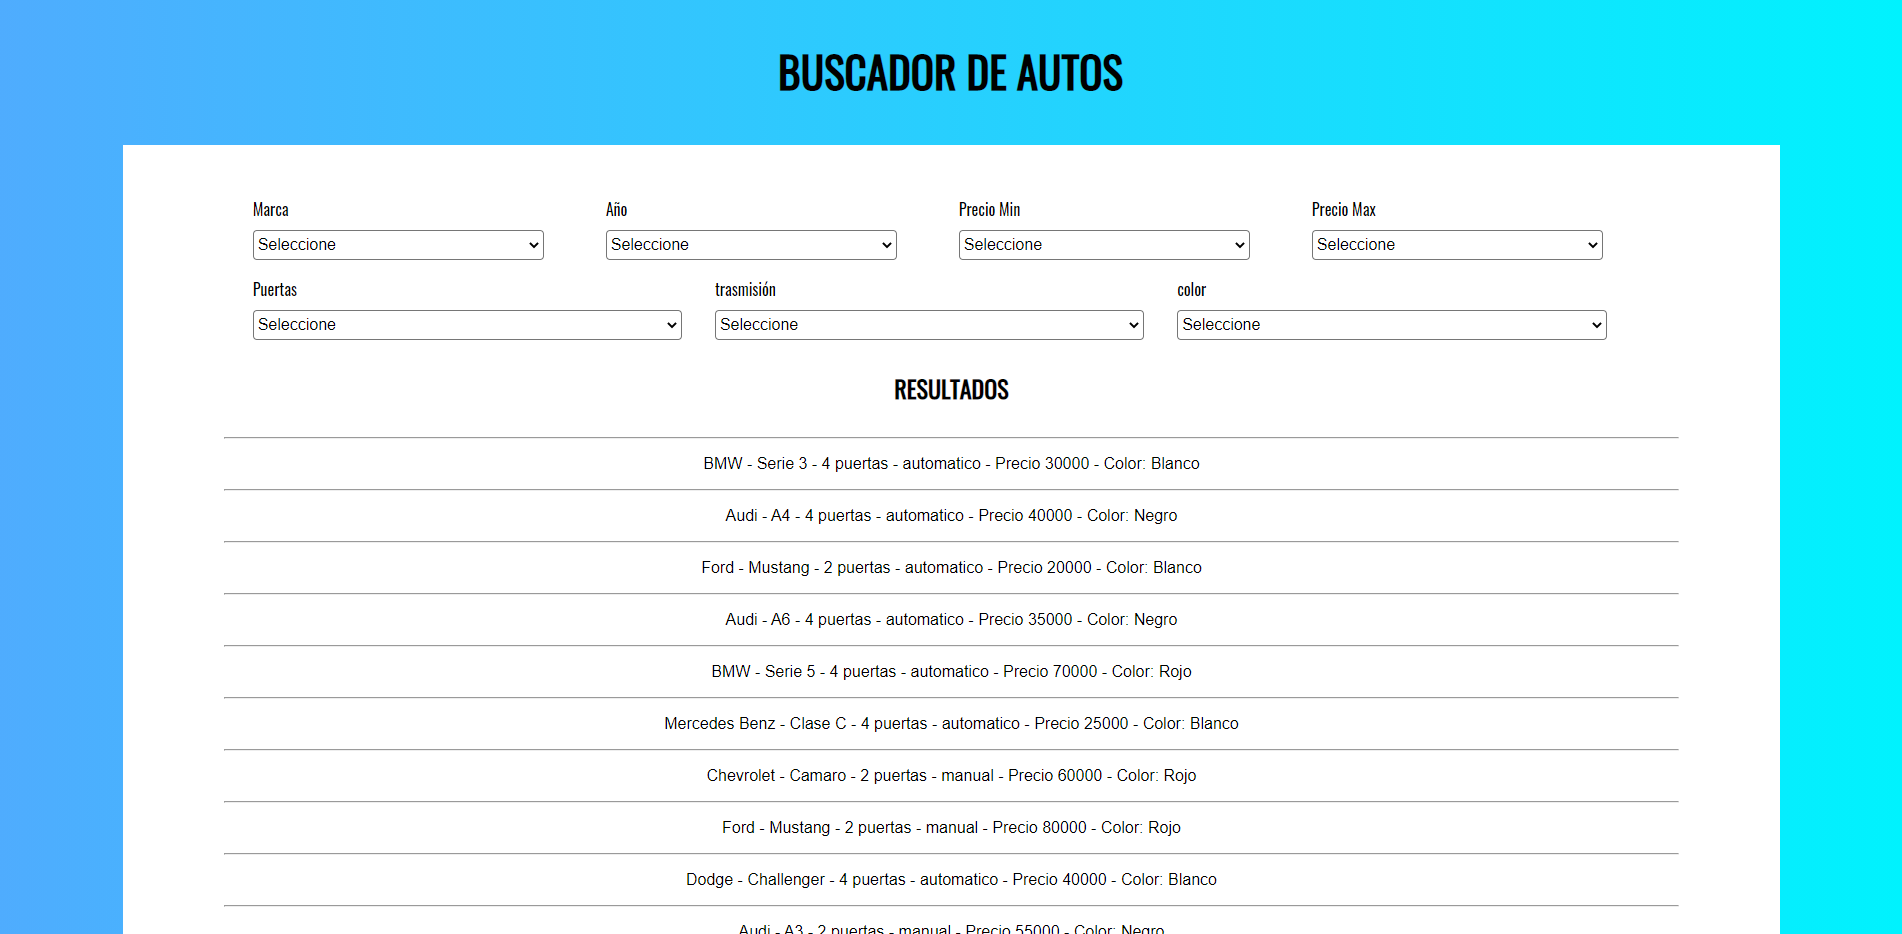 BUSCADOR DE AUTOS
Marca Año Precio Min Precio Max
Seleccione Seleccione Seleccione Seleccione
Puertas trasmisión color
Seleccione Seleccione Seleccione
RESULTADOS
BMW - Serie 3 - 4 puertas - automatico - Precio 30000 - Color: Blanco
Audi - A4 - 4 puertas - automatico - Precio 40000 - Color: Negro
Ford - Mustang - 2 puertas - automatico - Precio 20000 - Color: Blanco
Audi - A6 - 4 puertas - automatico - Precio 35000 - Color: Negro
BMW - Serie 5 - 4 puertas - automatico - Precio 70000 - Color: Rojo
Mercedes Benz - Clase C - 4 puertas - automatico - Precio 25000 - Color: Blanco
Chevrolet - Camaro - 2 puertas - manual - Precio 60000 - Color: Rojo
Ford - Mustang - 2 puertas - manual - Precio 80000 - Color: Rojo
Dodge - Challenger - 4 puertas - automatico - Precio 40000 - Color: Blanco
Audi - A3 - 2 puertas - manual - Precio 55000 - Color: Negro